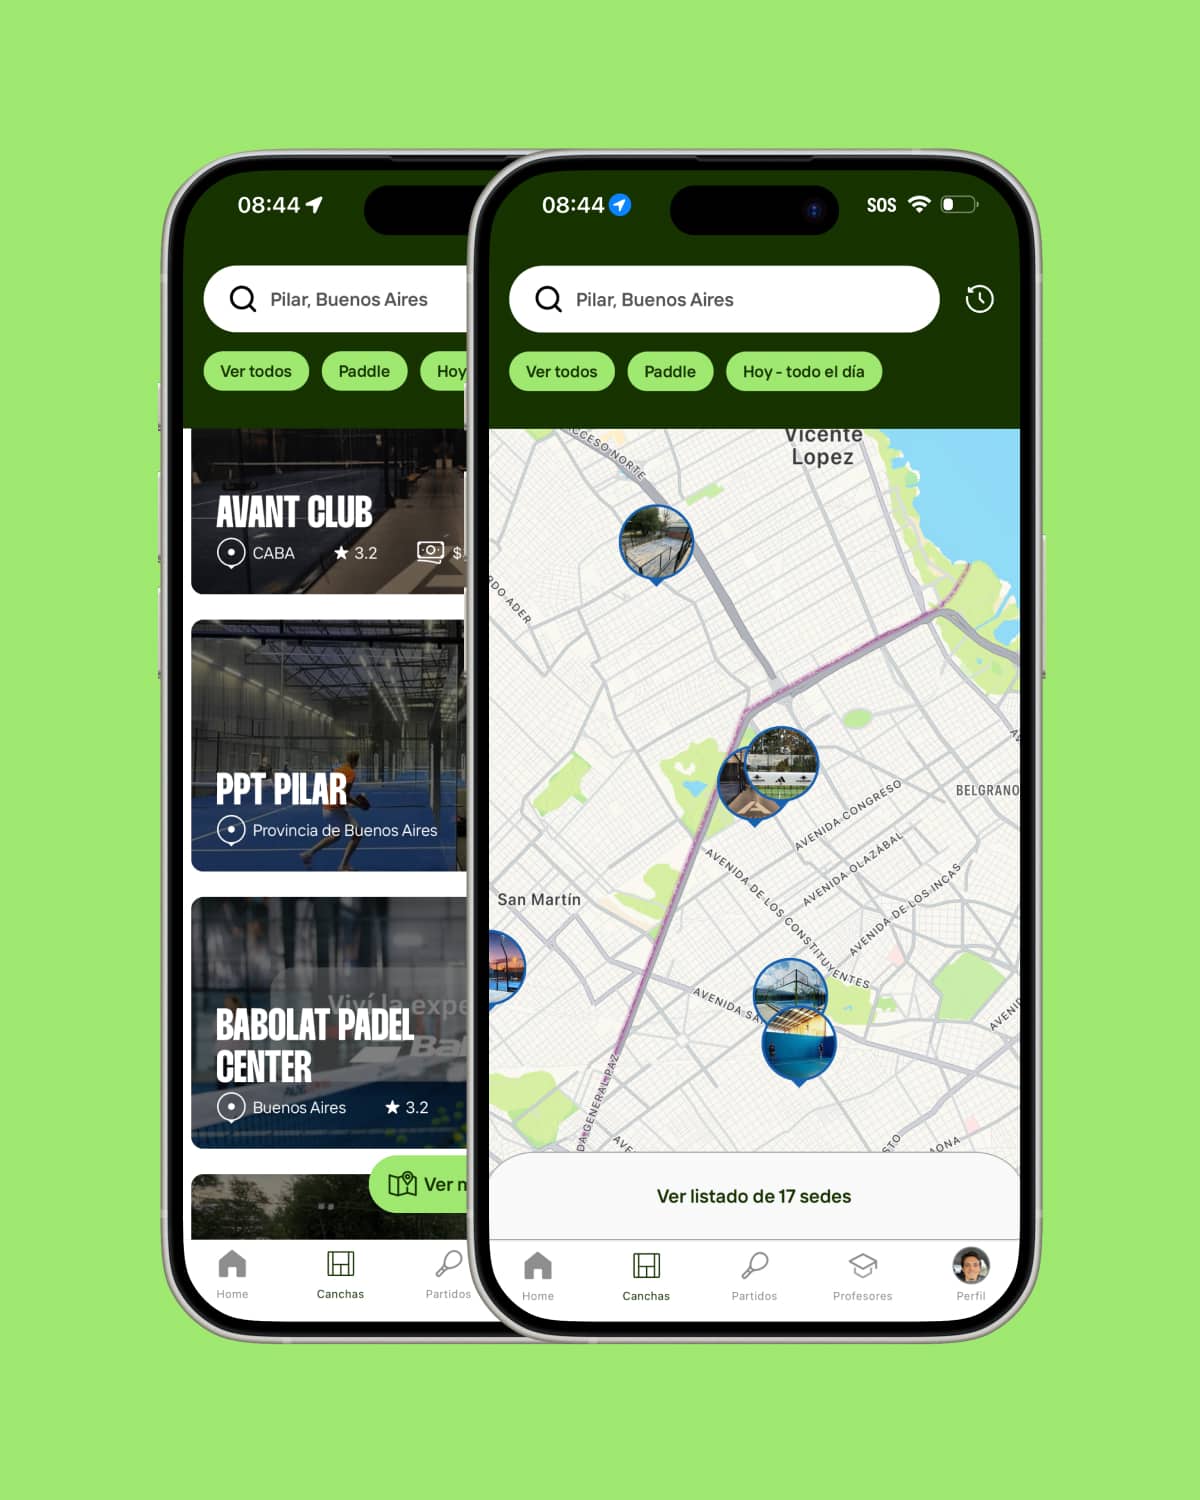 08:44
Pilar, Buenos Aires
Ver todos
Paddle
Hoy
AVANT CLUB
CABA
3.2
$
PPT PILAR
Provincia de Buenos Aires
Viví la expe
BABOLAT PADEL
CENTER
Bab
Buenos Aires
3.2
Ver
Home
Canchas
Partidos
08:44
SOS
Pilar, Buenos Aires
Ver todos
Paddle
Hoy - todo el día
Vicente
Lopez
ACCESO NORTE
RDO ADER
BELGRANO
AVENIDA CONGRESO
AVENIDA OLAZÁBAL
AVENIDA DE LOS INCAS
AVENIDA DE LOS CONSTITUYENTES
San Martín
AVENIDA SA
AVENID
DA GENERAL PAZ
AVE
STO
AONA
Ver listado de 17 sedes
Home
Canchas
Partidos
Profesores
Perfil